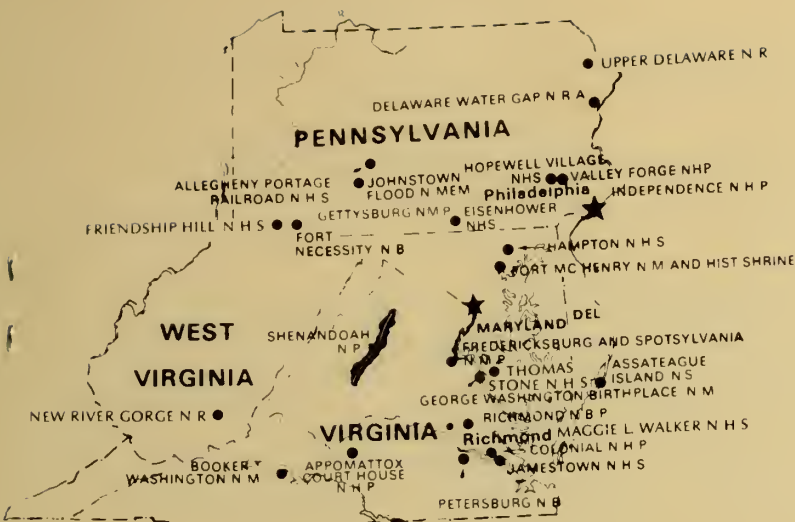 UPPER DELAWARE N R
DELAWARE WATER GAP N R A
PENNSYLVANIA
ALLEGHENY PORTAGE
RAILROAD N H S
JOHNSTOWN
FLOOD N MEM
HOPEWELL VILLAGE
NHS
VALLEY FORGE NHP
Philadelphia
INDEPENDENCE N H P
FRIENDSHIP HILL N H S
FORT
NECESSITY N B
GETTYSBURG NM P
EISENHOWER
NHS
HAMPTON N H S
FORT MC HENRY N M AND HIST SHRINE
WEST
VIRGINIA
SHENANDOAH
N P
MARYLAND
DEL
FREDERICKSBURG AND SPOTSYLVANIA
N M P
THOMAS
STONE N H S
ASSATEAGUE
ISLAND NS
GEORGE WASHINGTON BIRTHPLACE N M
NEW RIVER GORGE N R
VIRGINIA
RICHMOND N B P
Richmond
MAGGIE L. WALKER N H S
COLONIAL N H P
JAMESTOWN N H S
BOOKER T
WASHINGTON N M
APPOMATTOX
COURT HOUSE
N H P
PETERSBURG N B